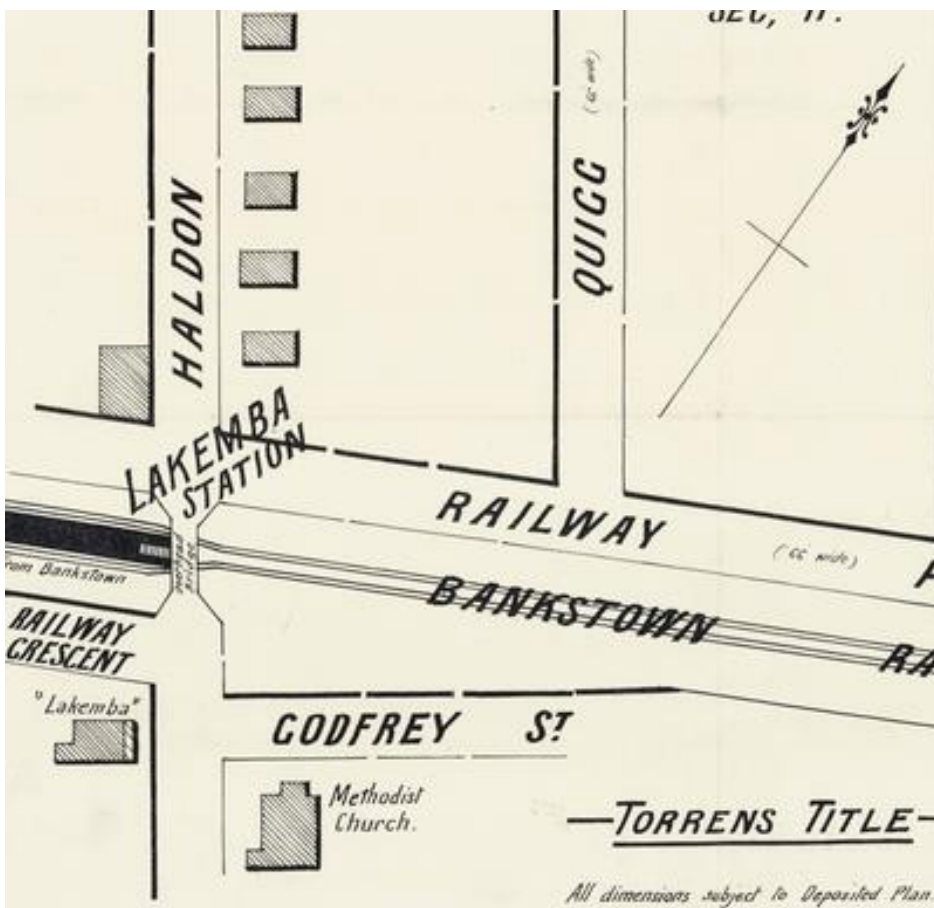 SEC, 11.
(66 wide)
QUIGG
HALDON
LAKEMBA
STATION
RAILWAY
(66 wide)
BANKSTOWN
RA
from Bankstown
RAILWAY
CRESCENT
"Lakemba"
GODFREY ST
Methodist
Church.
TORRENS TITLE
All dimensions subject to Deposited Plan.